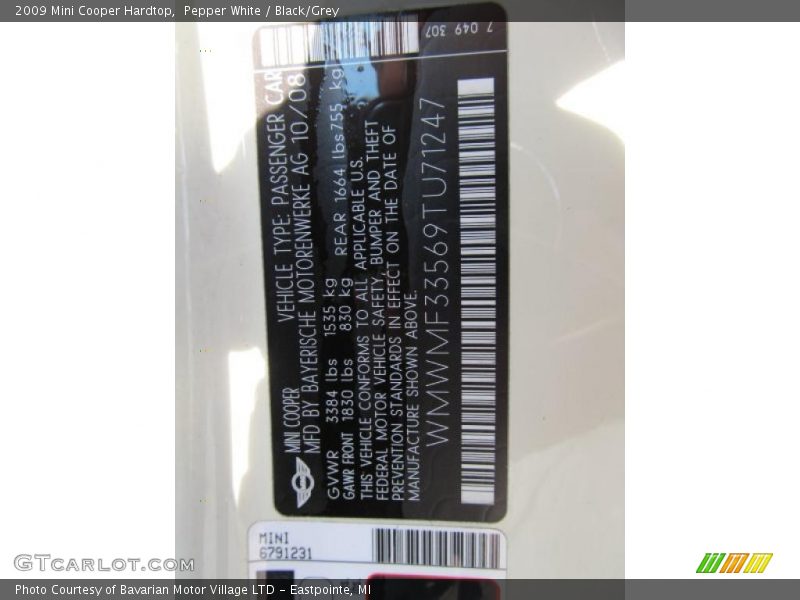 2009 Mini Cooper Hardtop,  Pepper White / Black/Grey
7 049 307
MINI COOPER VEHICLE TYPE: PASSENGER CAR
MFD BY BAYERISCHE MOTORENWERKE AG 10/08
GVWR 3384 lbs 1535 kg
GAWR FRONT 1830 lbs 830 kg REAR 1664 lbs 755 kg
THIS VEHICLE CONFORMS TO ALL APPLICABLE U.S.
FEDERAL MOTOR VEHICLE SAFETY, BUMPER AND THEFT
PREVENTION STANDARDS IN EFFECT ON THE DATE OF
MANUFACTURE SHOWN ABOVE.
WMWMF33569TU71247
MINI
6791231
GTCarLot.com
Photo Courtesy of Bavarian Motor Village LTD - Eastpointe, MI